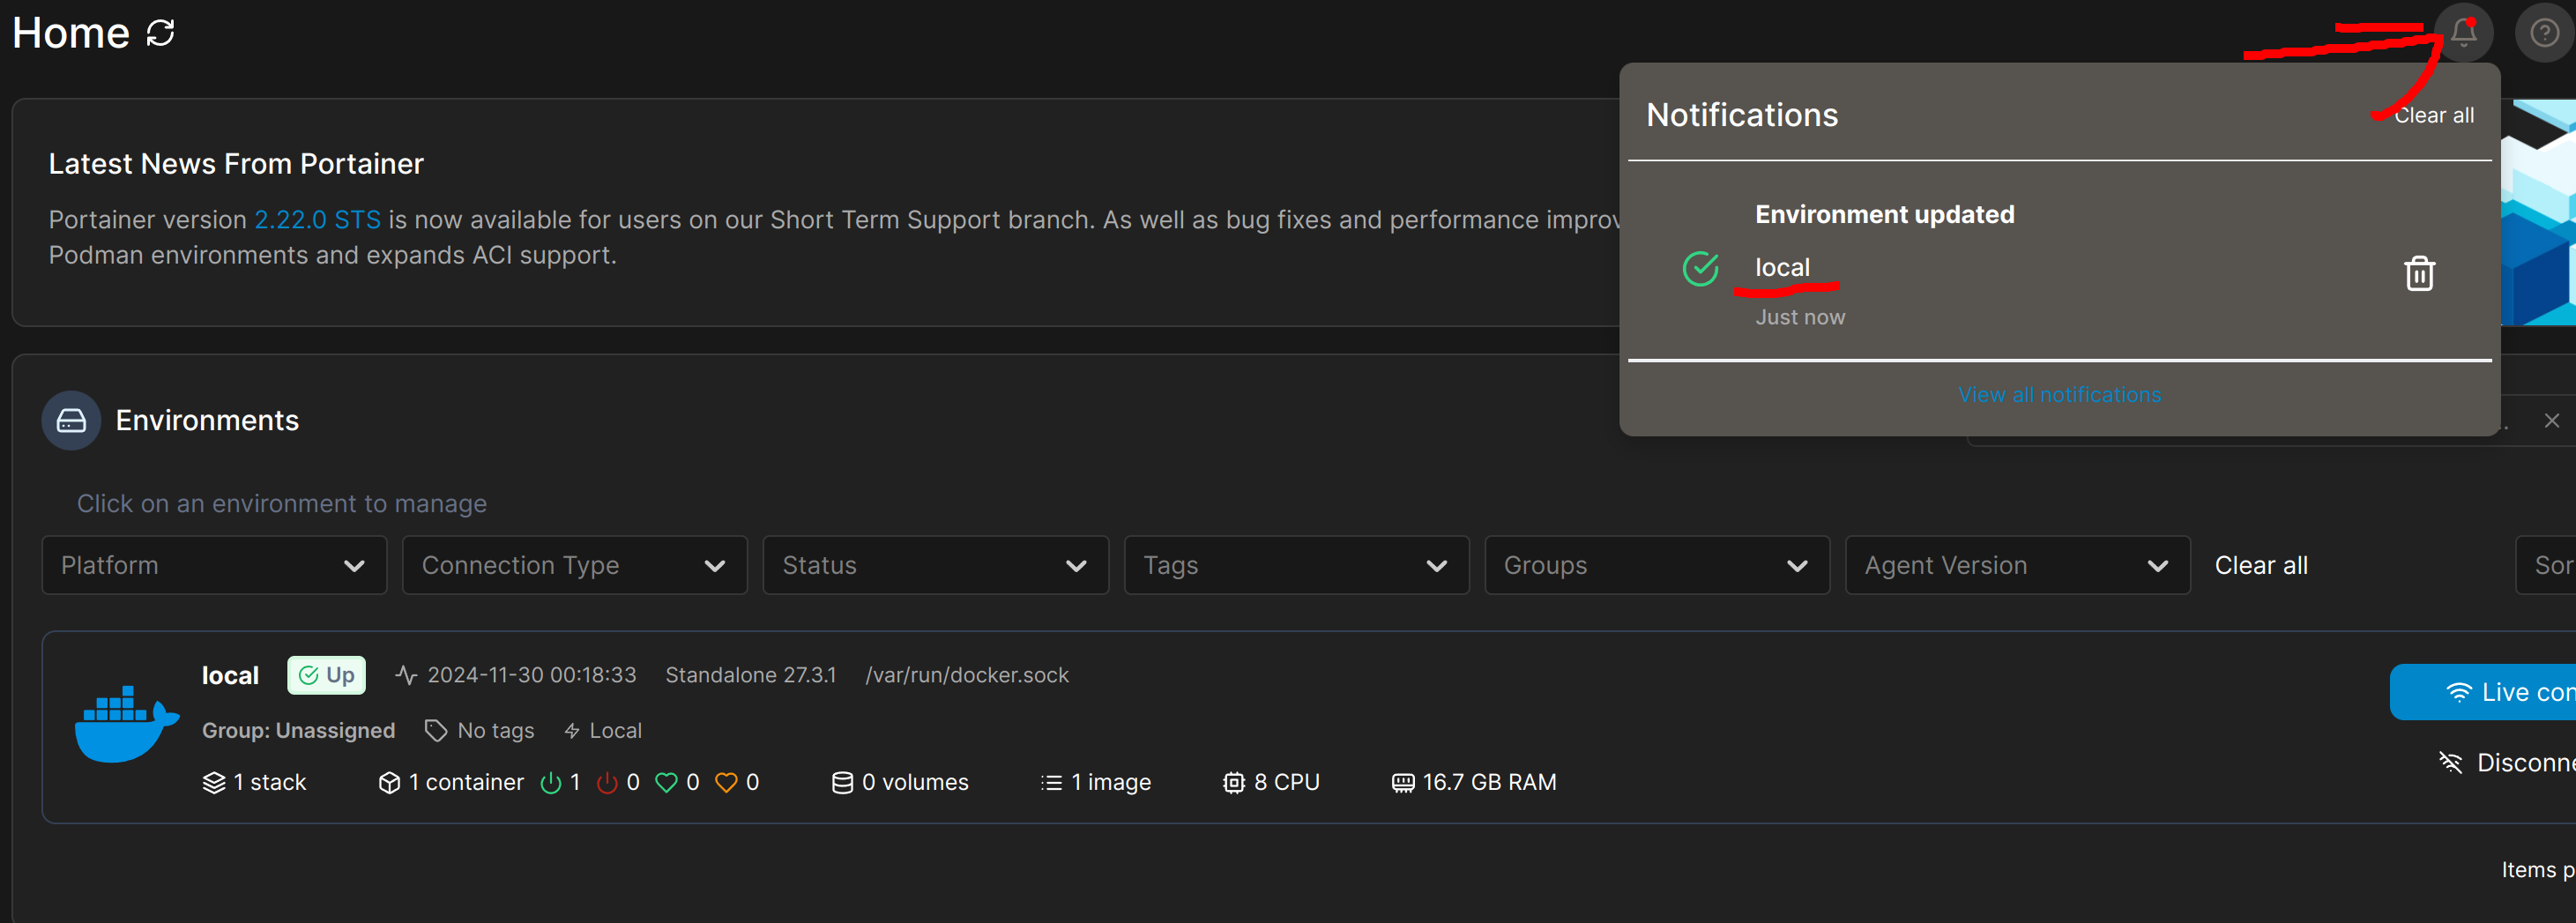 Home
Latest News From Portainer
Portainer version 2.22.0 STS is now available for users on our Short Term Support branch. As well as bug fixes and performance
Podman environments and expands ACI support.
Notifications
Clear all
Environment updated
local
Just now
View all notifications
Environments
Click on an environment to manage
Platform
Connection Type
Status
Tags
Groups
Agent Version
Clear all
Sor
local
Up
2024-11-30 00:18:33
Standalone 27.3.1
/var/run/docker.sock
Live con
Group: Unassigned
No tags
Local
Disconne
1 stack
1 container
1
0
0
0
0 volumes
1 image
8 CPU
16.7 GB RAM
Items p